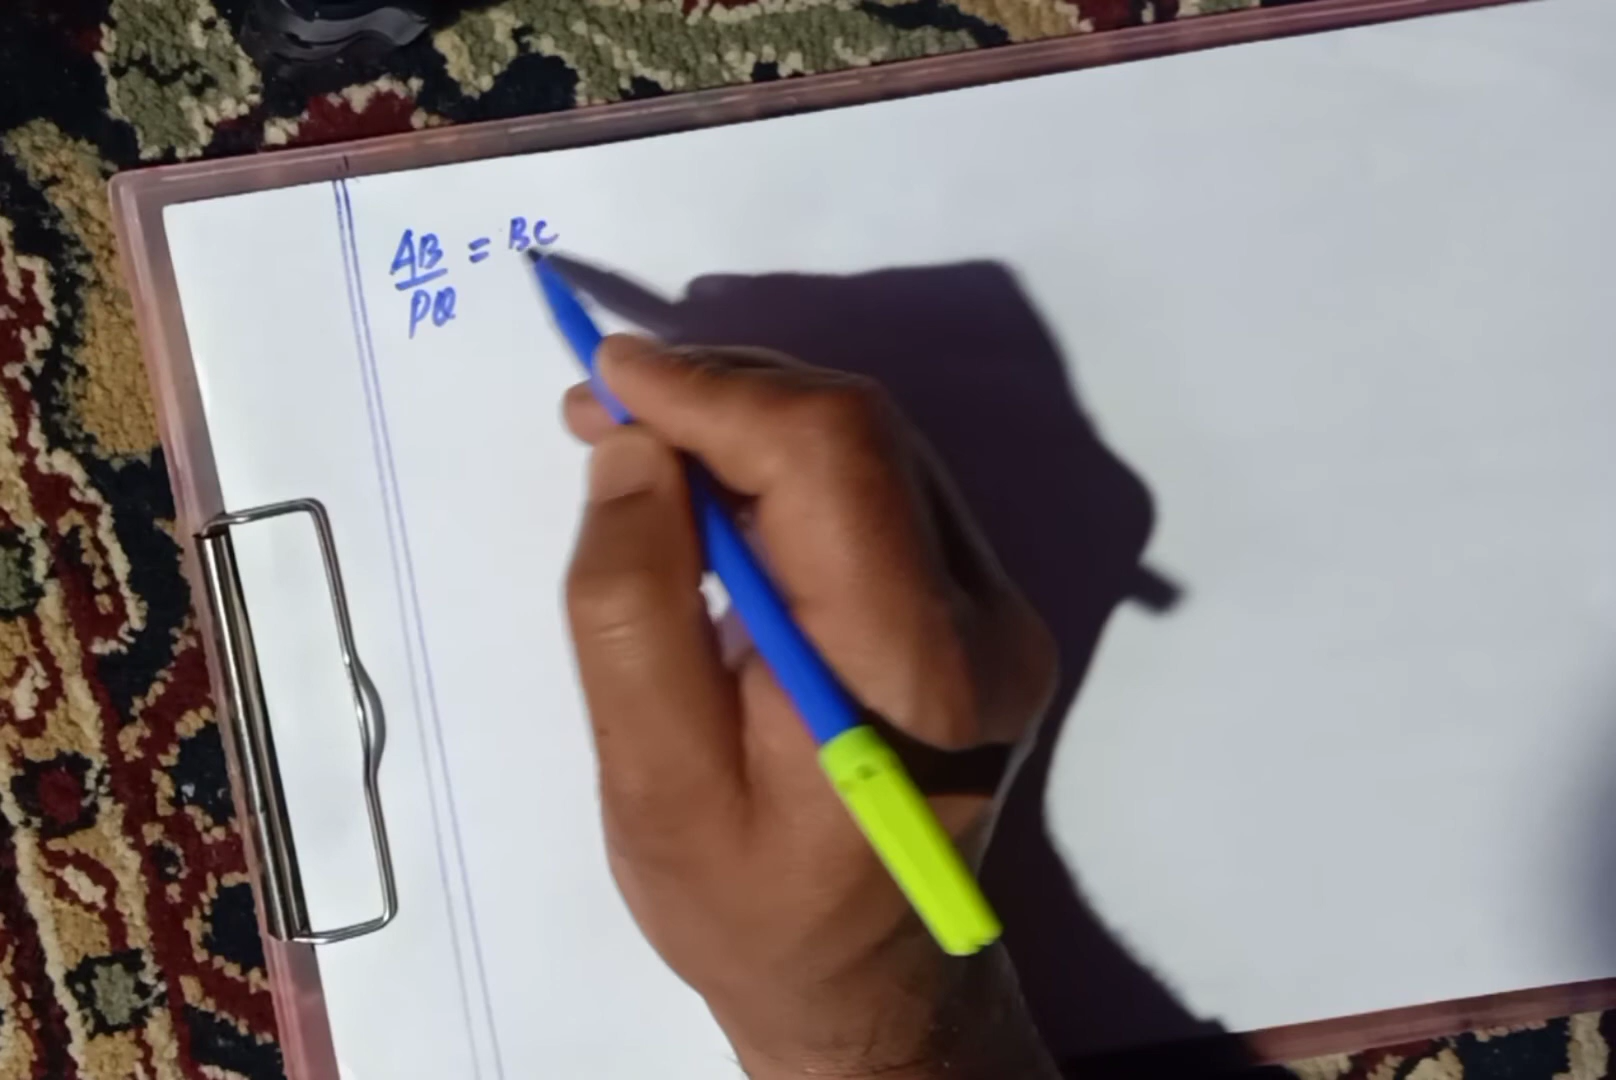 AB = BC
PQ